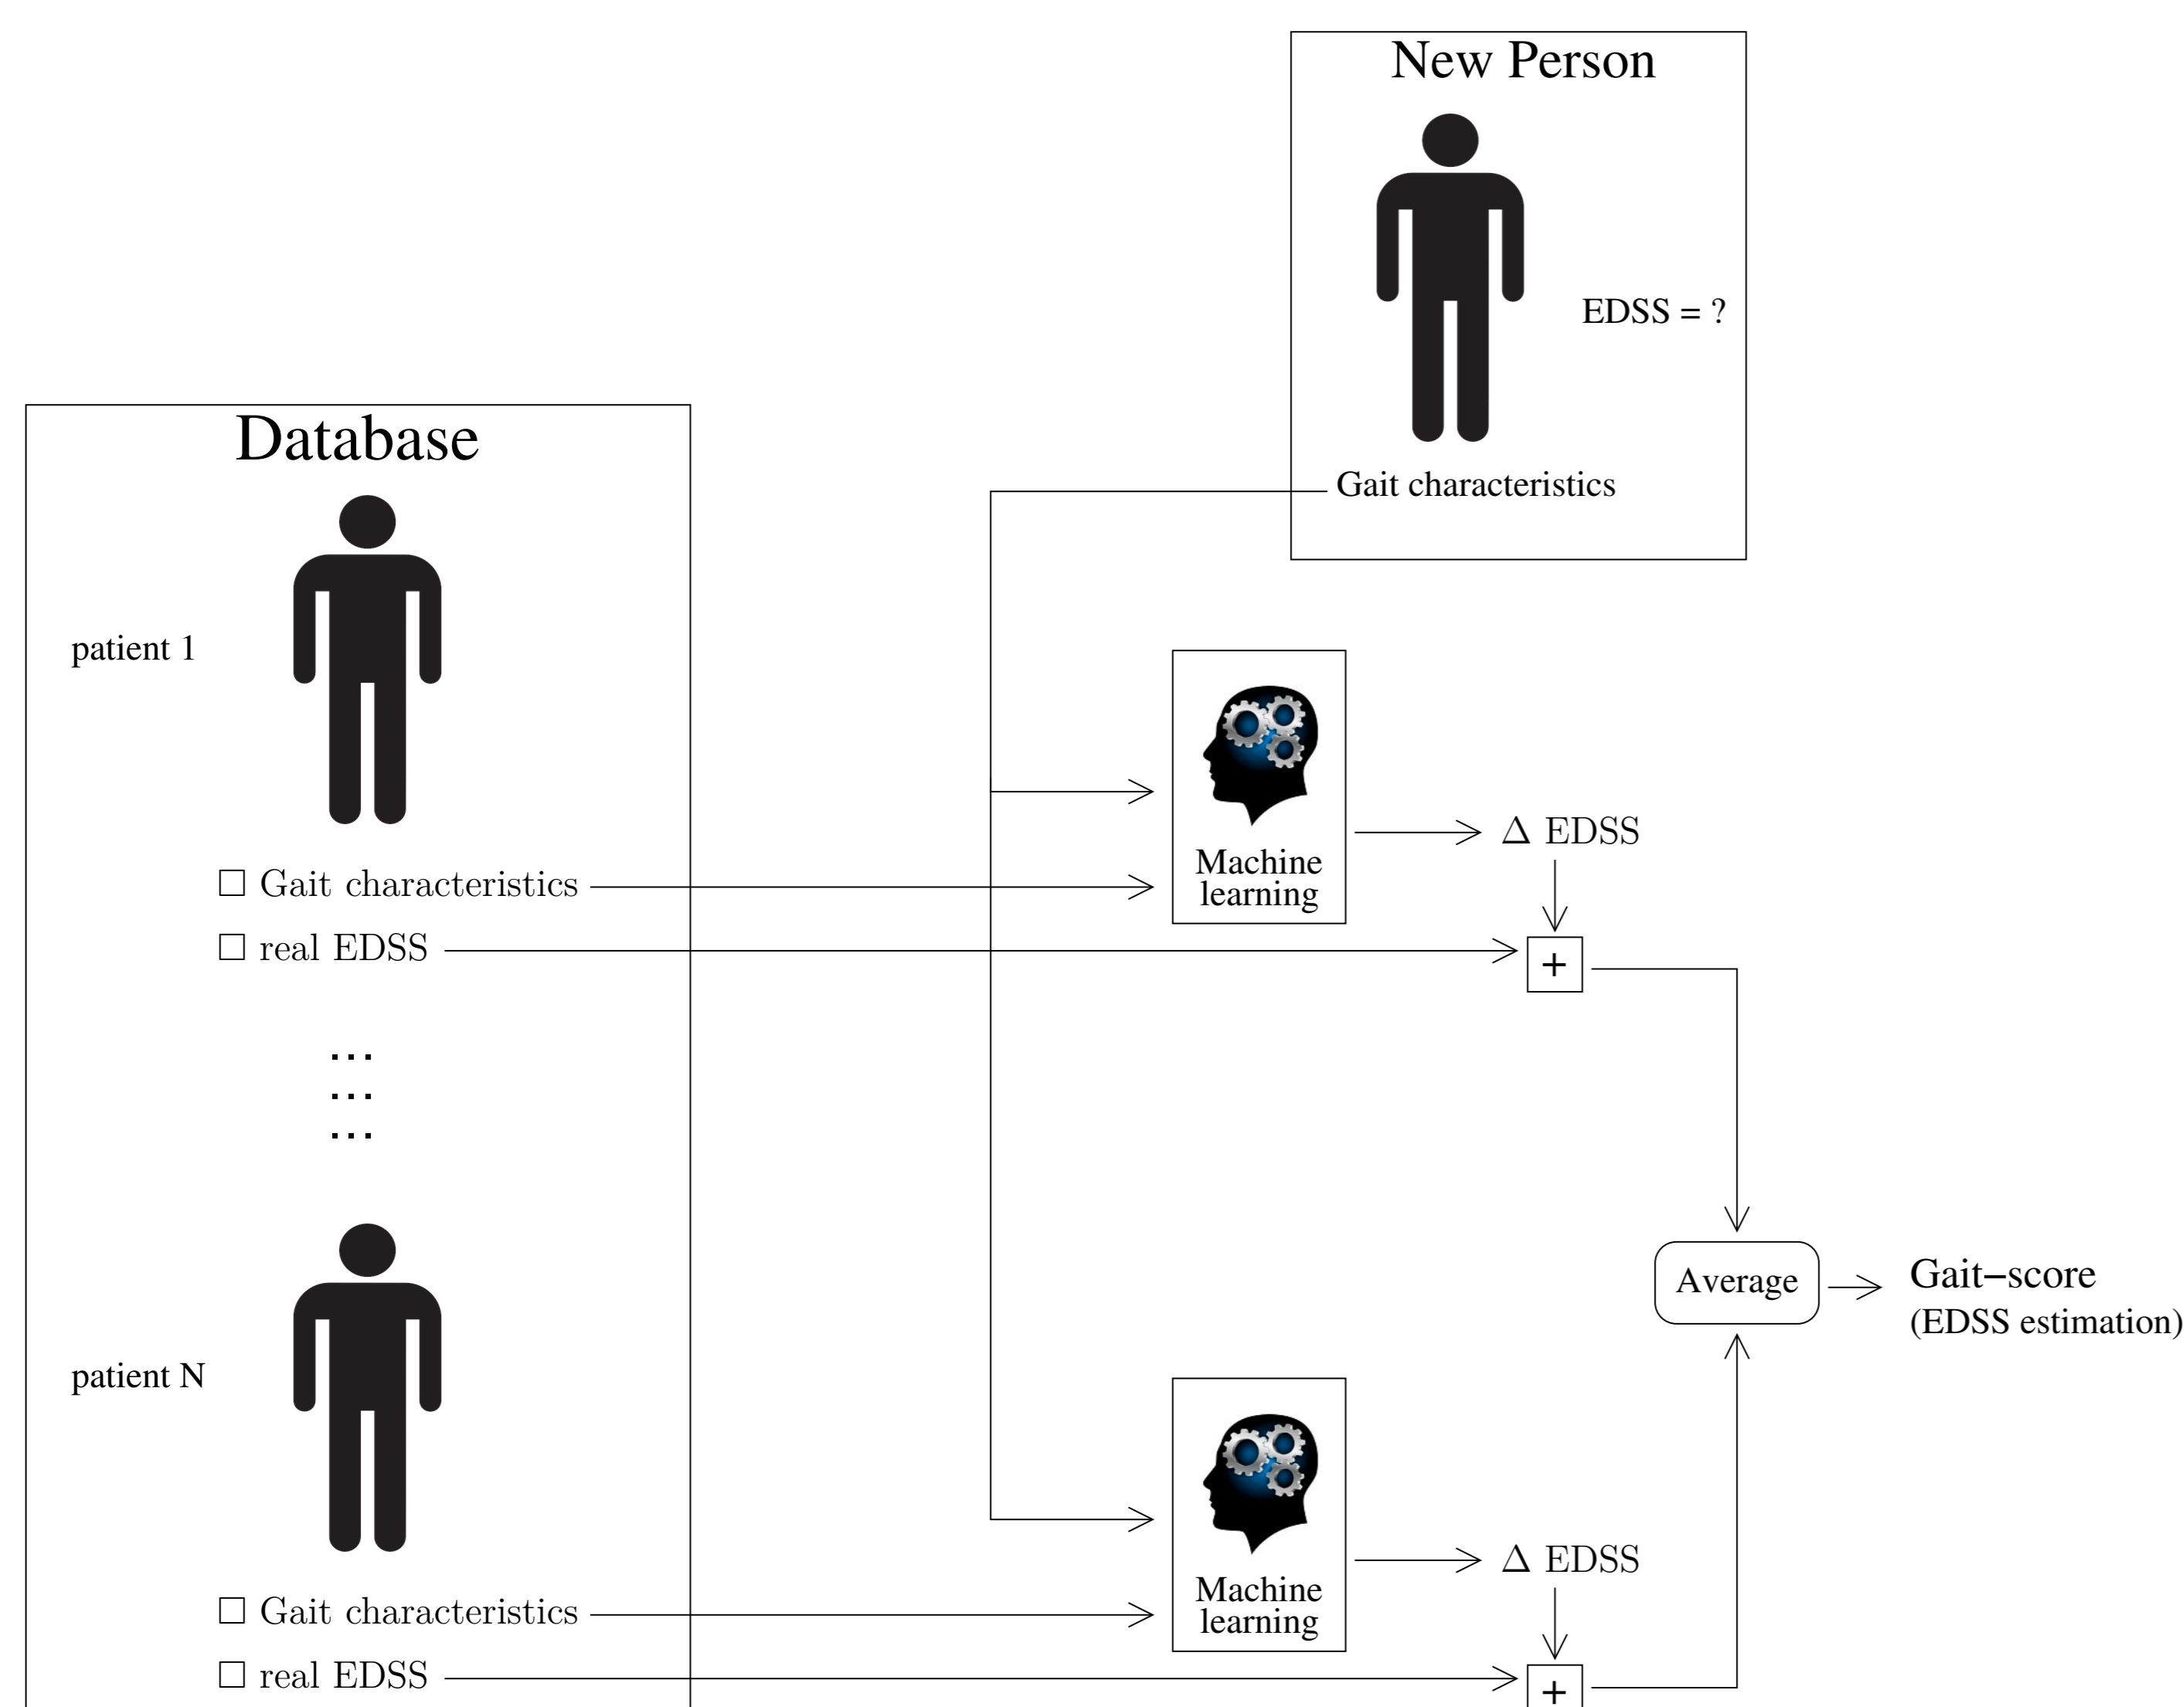 New Person
EDSS = ?
Gait characteristics
Database
patient 1
□ Gait characteristics
□ real EDSS
Machine
learning
Δ EDSS
+
...
...
...
patient N
□ Gait characteristics
□ real EDSS
Machine
learning
Δ EDSS
+
Average
Gait–score
(EDSS estimation)